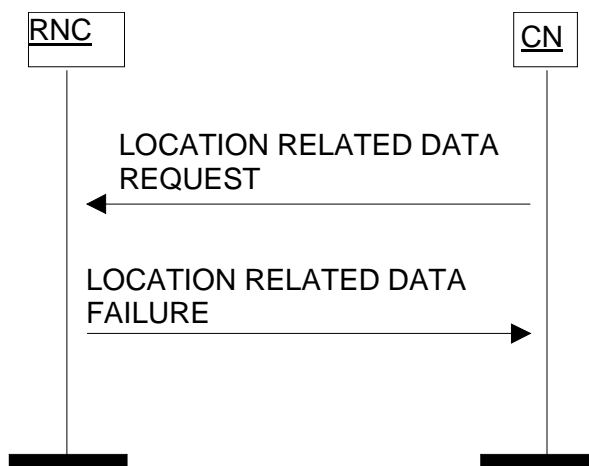 RNC
CN
LOCATION RELATED DATA
REQUEST
LOCATION RELATED DATA
FAILURE